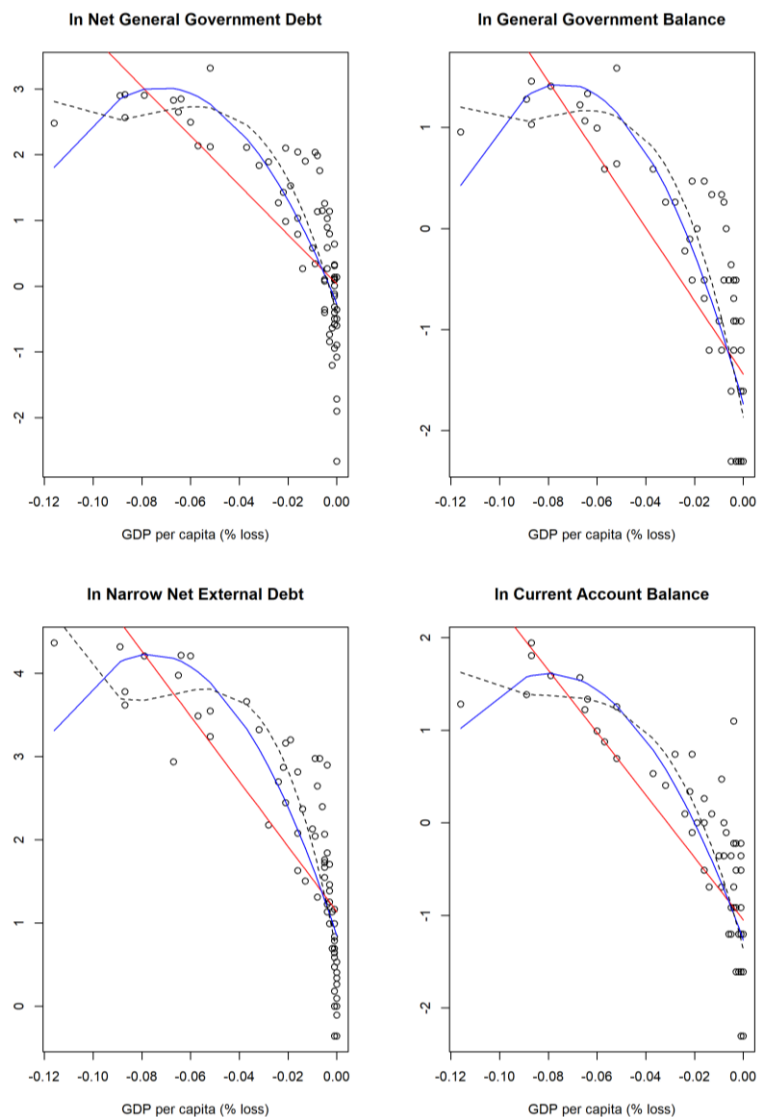 ln Net General Government Debt
3
2
1
0
-2
-0.12 -0.10 -0.08 -0.06 -0.04 -0.02 0.00
GDP per capita (% loss)
ln General Government Balance
1
0
-1
-2
-0.12 -0.10 -0.08 -0.06 -0.04 -0.02 0.00
GDP per capita (% loss)
ln Narrow Net External Debt
4
3
2
1
0
-0.12 -0.10 -0.08 -0.06 -0.04 -0.02 0.00
GDP per capita (% loss)
ln Current Account Balance
2
1
0
-1
-2
-0.12 -0.10 -0.08 -0.06 -0.04 -0.02 0.00
GDP per capita (% loss)